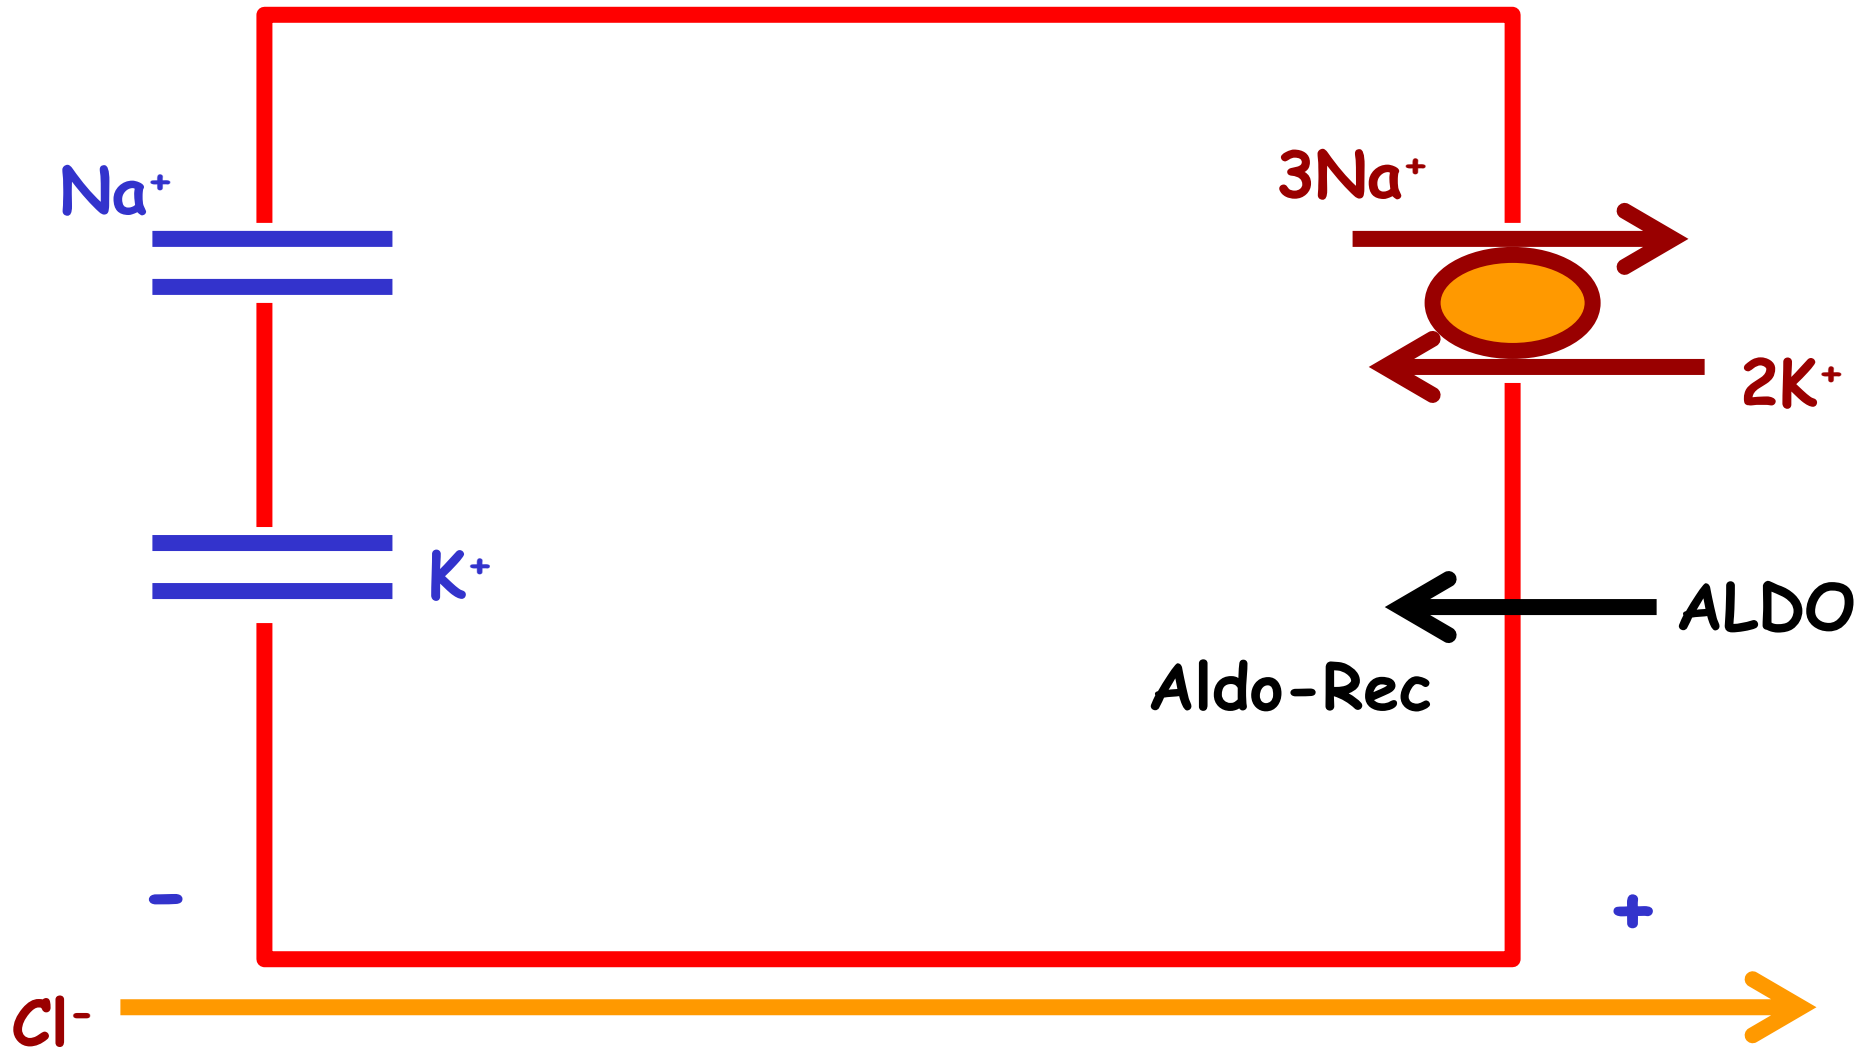 Na⁺
3Na⁺
2K⁺
K⁺
ALDO
Aldo-Rec
-
+
Cl⁻